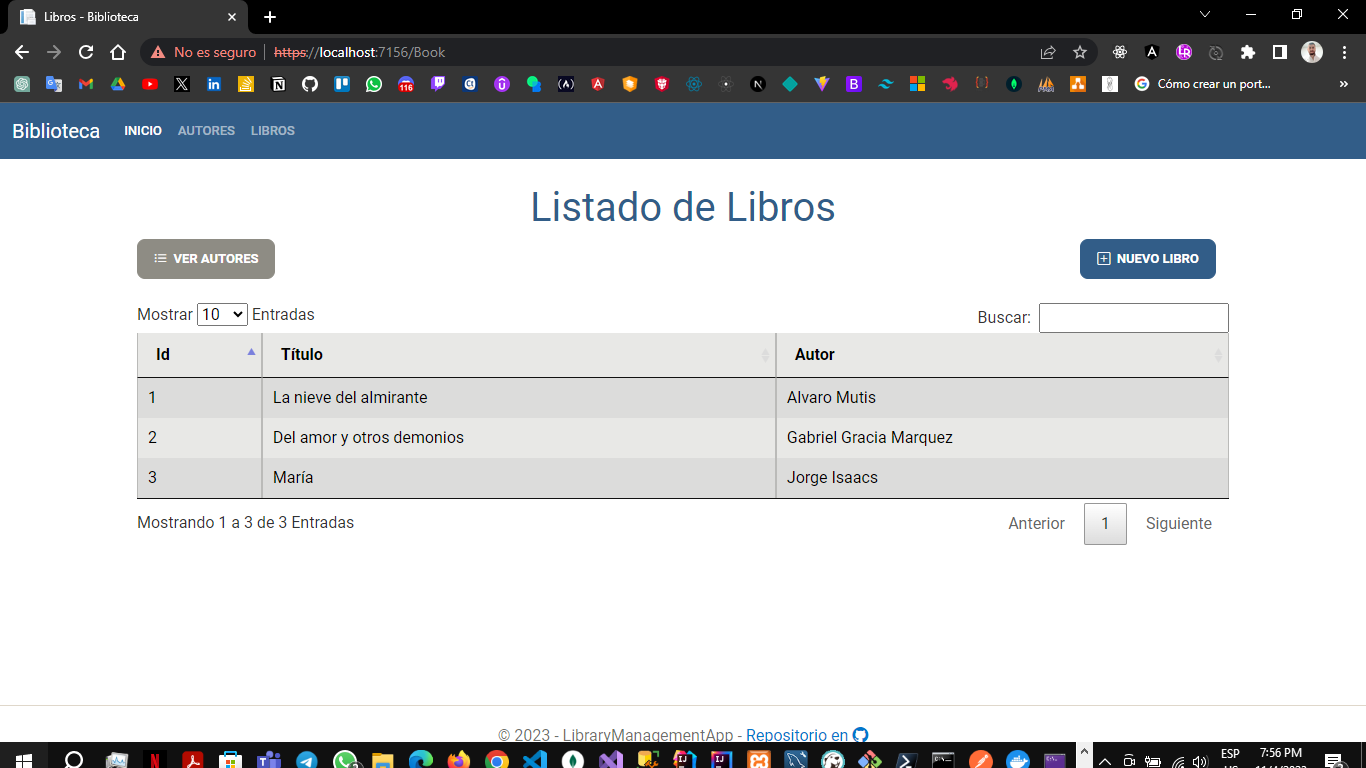 Libros - Biblioteca
No es seguro https://localhost:7156/Book
116
Cómo crear un port...
Biblioteca INICIO AUTORES LIBROS
Listado de Libros
VER AUTORES NUEVO LIBRO
Mostrar 10 Entradas Buscar:
Id Título Autor
1 La nieve del almirante Alvaro Mutis
2 Del amor y otros demonios Gabriel Gracia Marquez
3 María Jorge Isaacs
Mostrando 1 a 3 de 3 Entradas Anterior 1 Siguiente
© 2023 - LibraryManagementApp - Repositorio en
ESP 7:56 PM